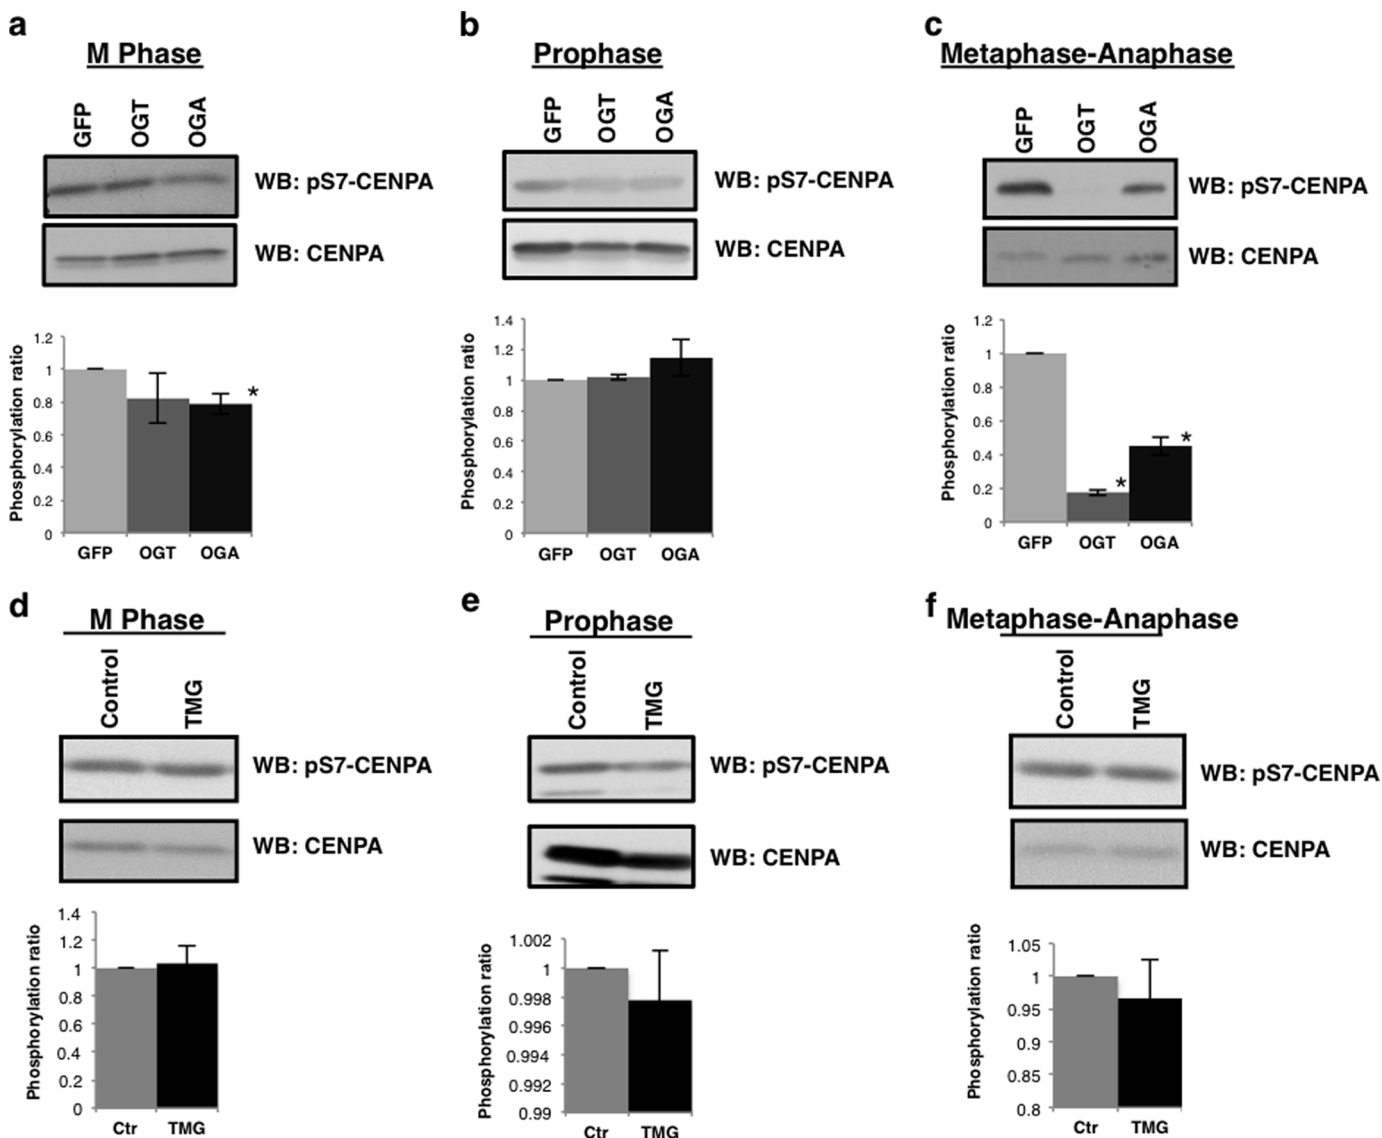 a
M Phase
GFP
OGT
OGA
WB: pS7-CENPA
WB: CENPA
Phosphorylation ratio
1.2
1
0.8
0.6
0.4
0.2
0
*
GFP OGT OGA
b
Prophase
GFP
OGT
OGA
WB: pS7-CENPA
WB: CENPA
Phosphorylation ratio
1.4
1.2
1
0.8
0.6
0.4
0.2
0
GFP OGT OGA
c
Metaphase-Anaphase
GFP
OGT
OGA
WB: pS7-CENPA
WB: CENPA
Phosphorylation ratio
1.2
1
0.8
0.6
0.4
0.2
0
*
*
GFP OGT OGA
d
M Phase
Control
TMG
WB: pS7-CENPA
WB: CENPA
Phosphorylation ratio
1.4
1.2
1
0.8
0.6
0.4
0.2
0
Ctr TMG
e
Prophase
Control
TMG
WB: pS7-CENPA
WB: CENPA
Phosphorylation ratio
1.002
1
0.998
0.996
0.994
0.992
0.99
Ctr TMG
f
Metaphase-Anaphase
Control
TMG
WB: pS7-CENPA
WB: CENPA
Phosphorylation ratio
1.05
1
0.95
0.9
0.85
0.8
Ctr TMG